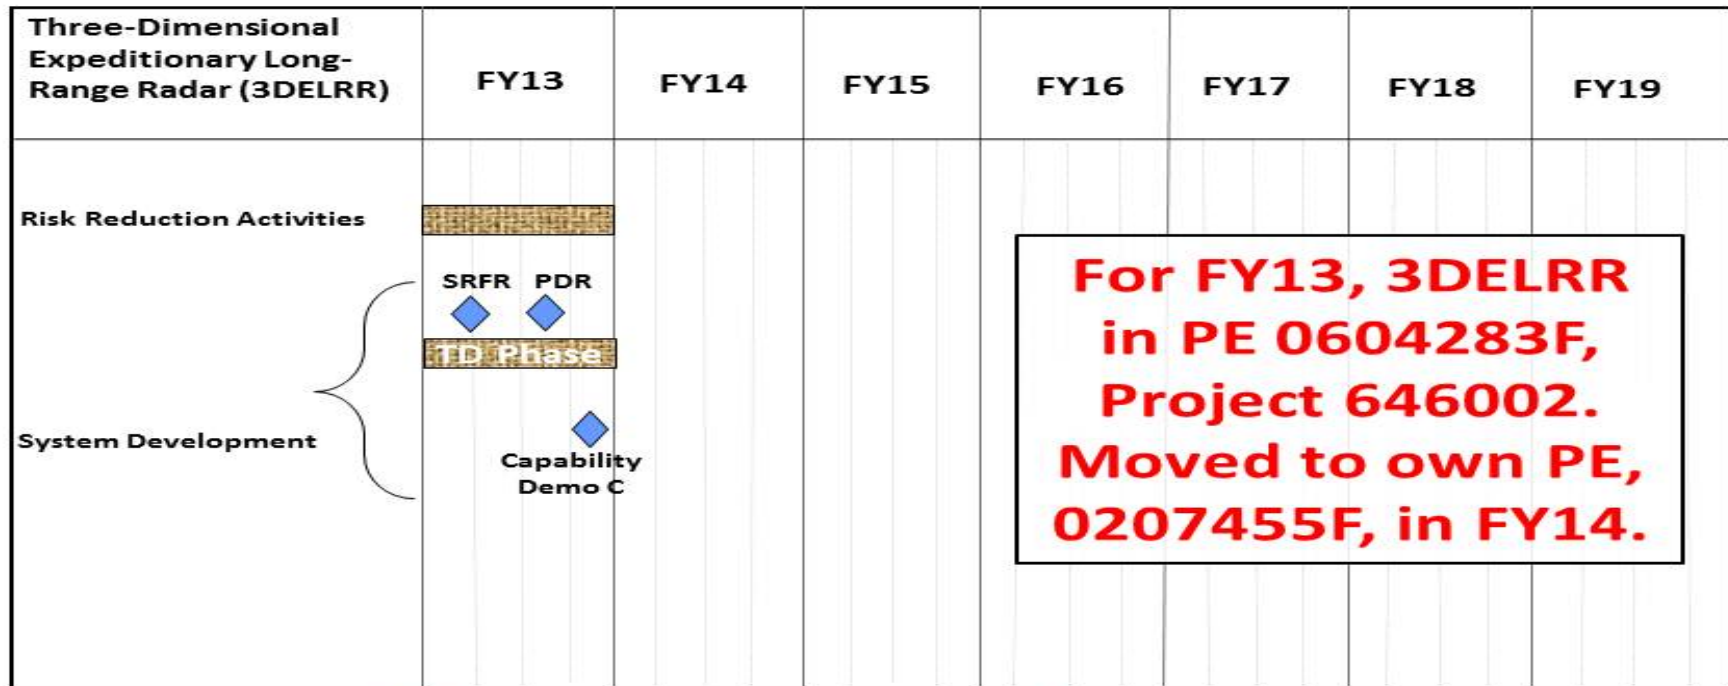 Three-Dimensional
Expeditionary Long-
Range Radar (3DELRR)
FY13
FY14
FY15
FY16
FY17
FY18
FY19
Risk Reduction Activities
SRFR
PDR
TD Phase
System Development
Capability
Demo C
For FY13, 3DELRR
in PE 0604283F,
Project 646002.
Moved to own PE,
0207455F, in FY14.